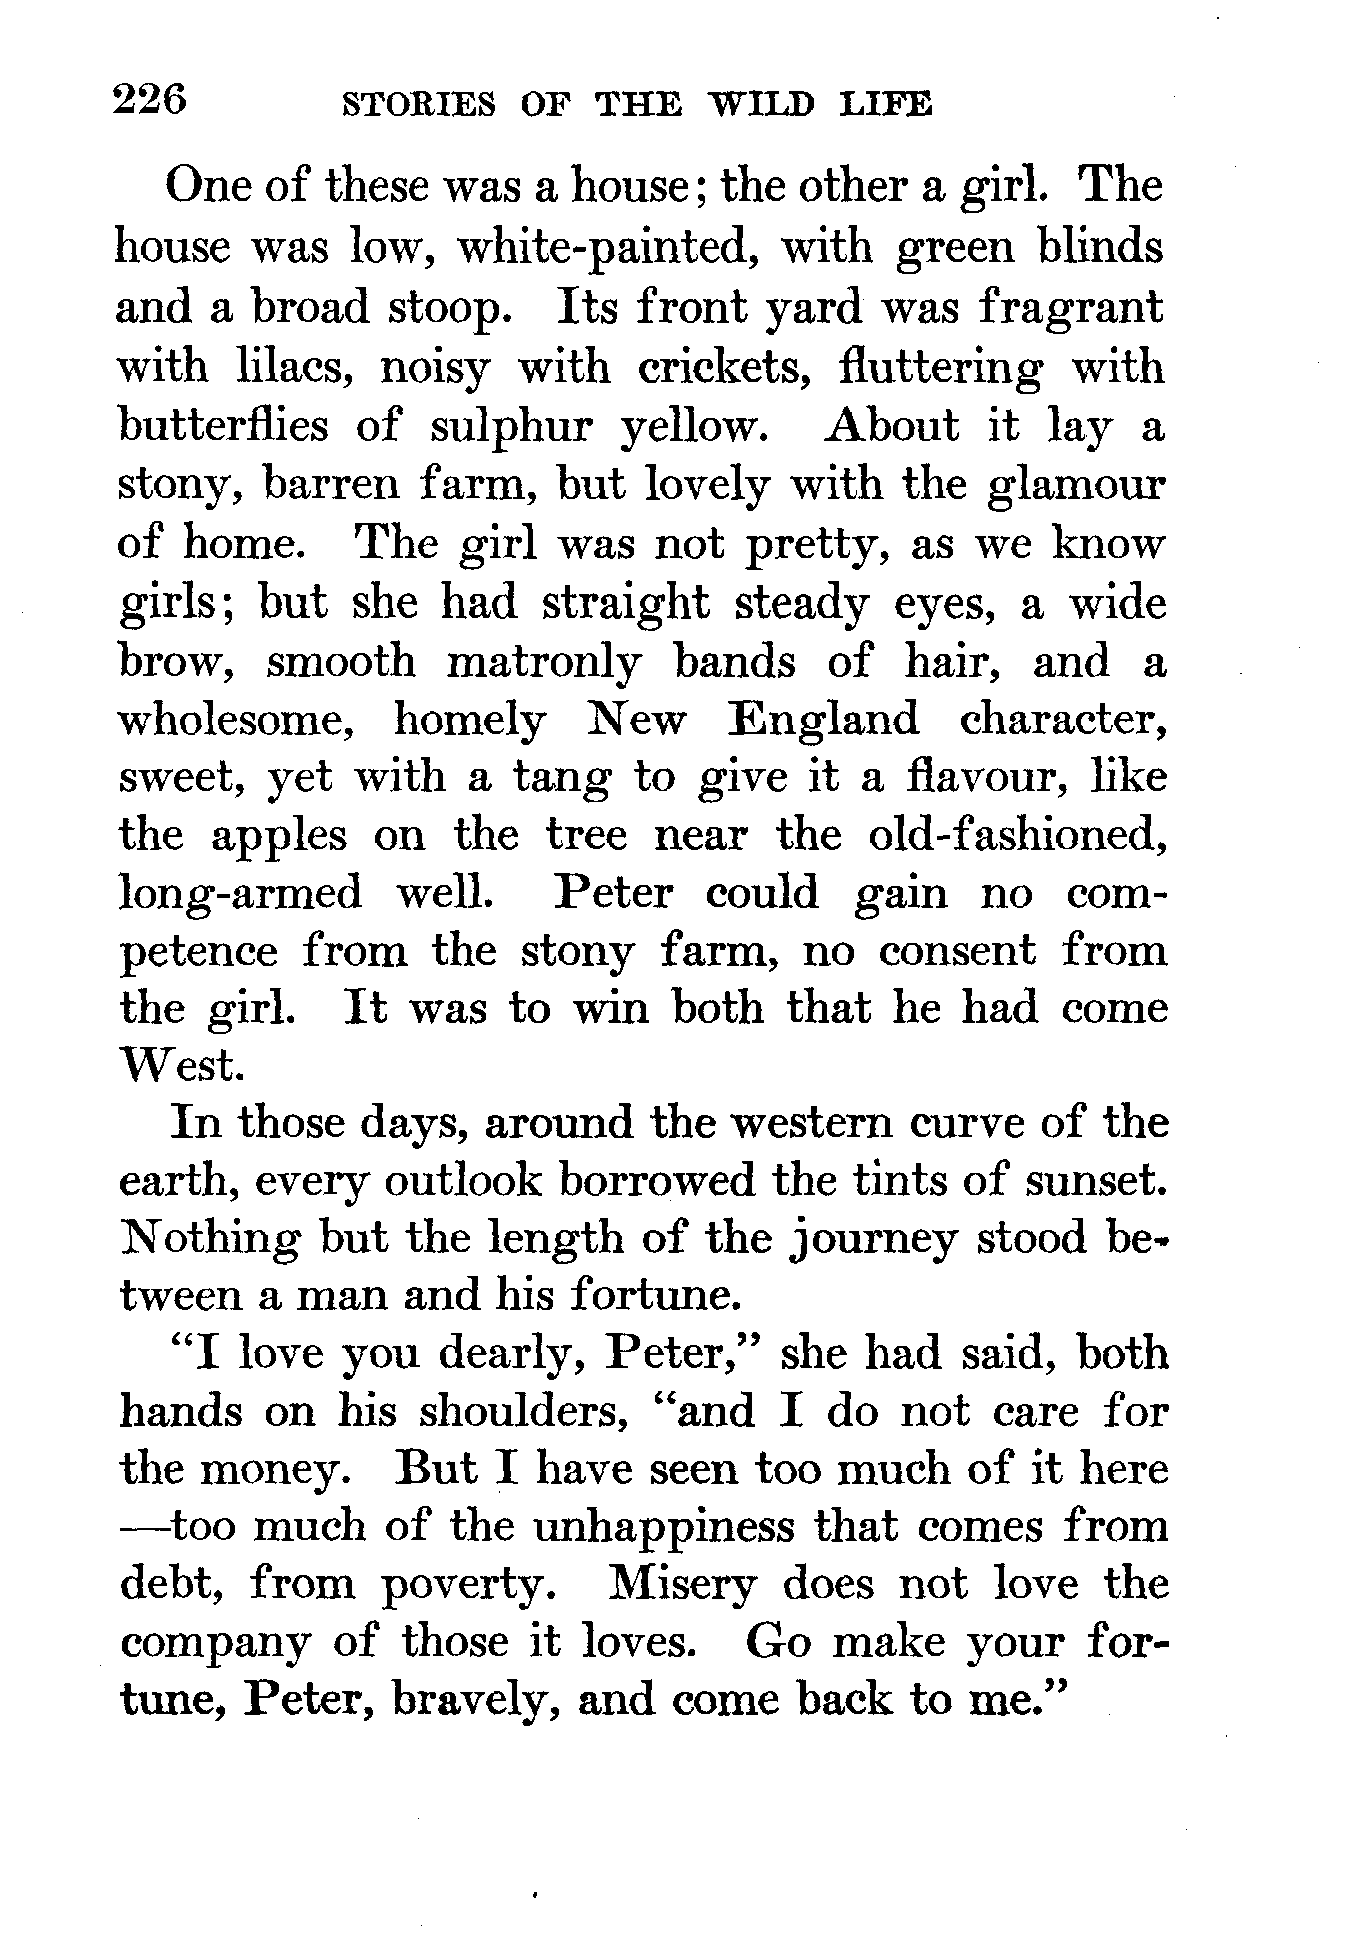 226 STORIES OF THE WILD LIFE
One of these was a house; the other a girl. The
house was low, white-painted, with green blinds
and a broad stoop. Its front yard was fragrant
with lilacs, noisy with crickets, fluttering with
butterflies of sulphur yellow. About it lay a
stony, barren farm, but lovely with the glamour
of home. The girl was not pretty, as we know
girls; but she had straight steady eyes, a wide
brow, smooth matronly bands of hair, and a
wholesome, homely New England character,
sweet, yet with a tang to give it a flavour, like
the apples on the tree near the old-fashioned,
long-armed well. Peter could gain no com-
petence from the stony farm, no consent from
the girl. It was to win both that he had come
West.
In those days, around the western curve of the
earth, every outlook borrowed the tints of sunset.
Nothing but the length of the journey stood be-
tween a man and his fortune.
“I love you dearly, Peter,” she had said, both
hands on his shoulders, “and I do not care for
the money. But I have seen too much of it here
—too much of the unhappiness that comes from
debt, from poverty. Misery does not love the
company of those it loves. Go make your for-
tune, Peter, bravely, and come back to me.”